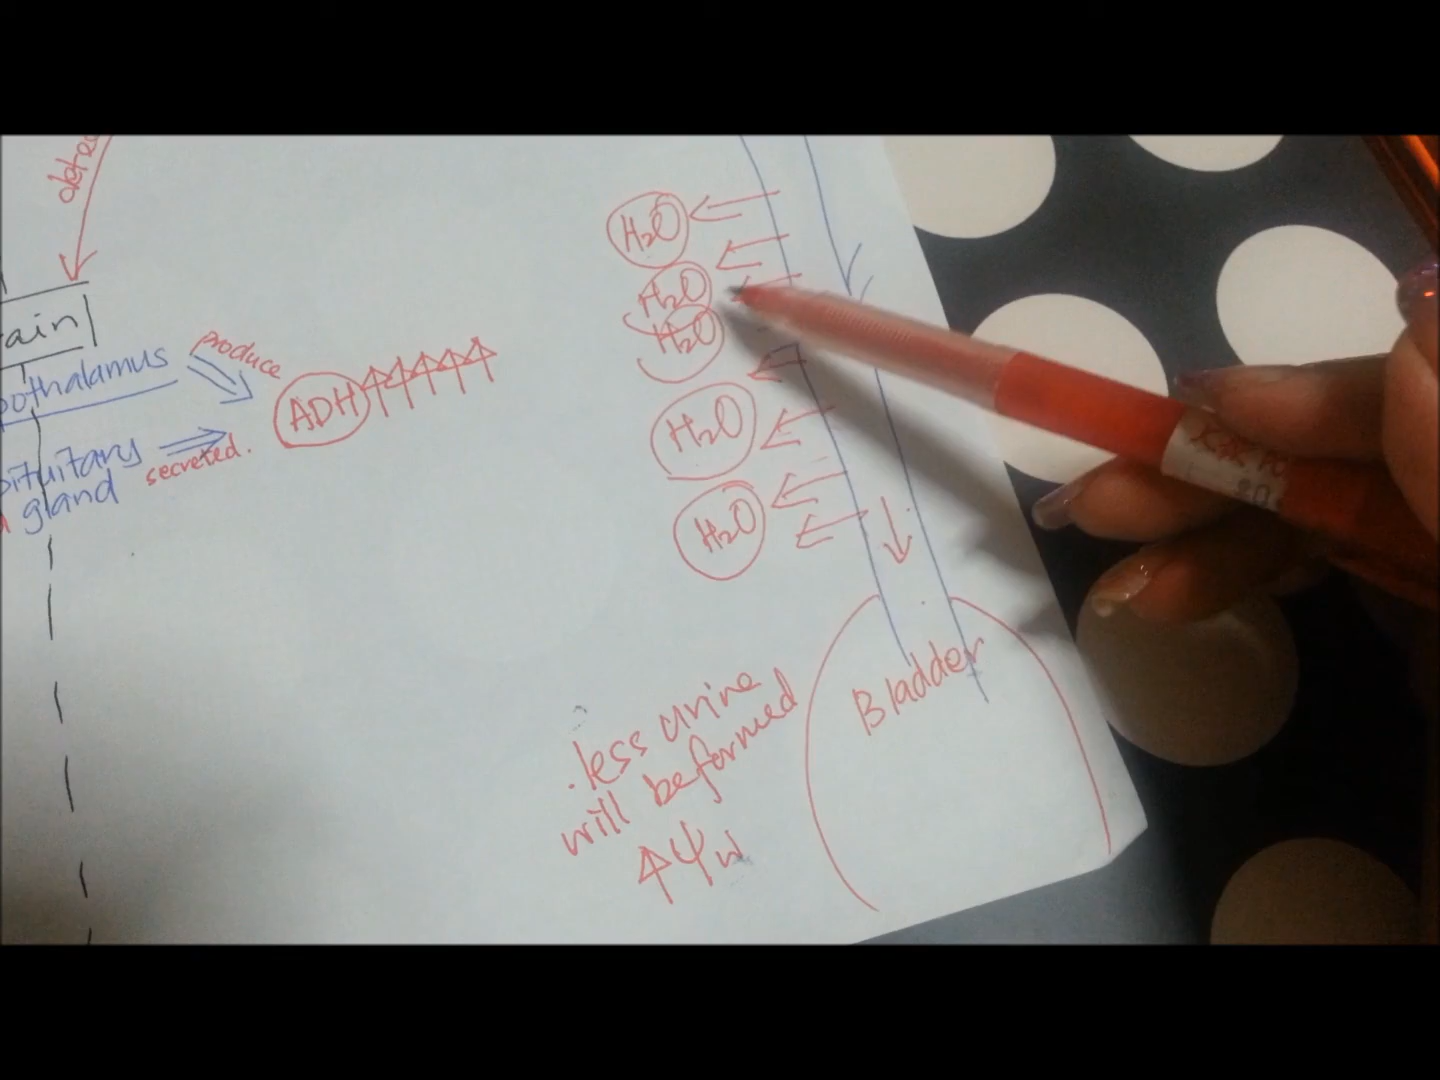 ain
produce
pothalamus
ADH
pituitary
gland
secreted.
H2O
H2O
H2O
H2O
H2O
Bladder
.less urine
will be formed
↑Ψw